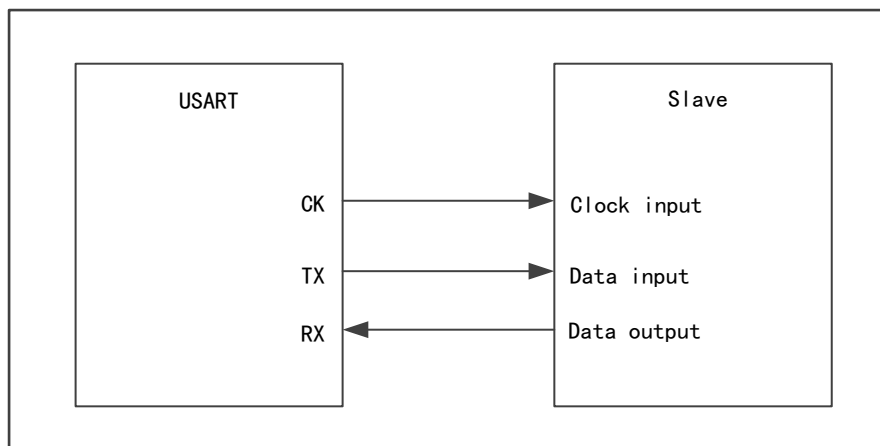 USART
Slave
CK
Clock input
TX
Data input
RX
Data output